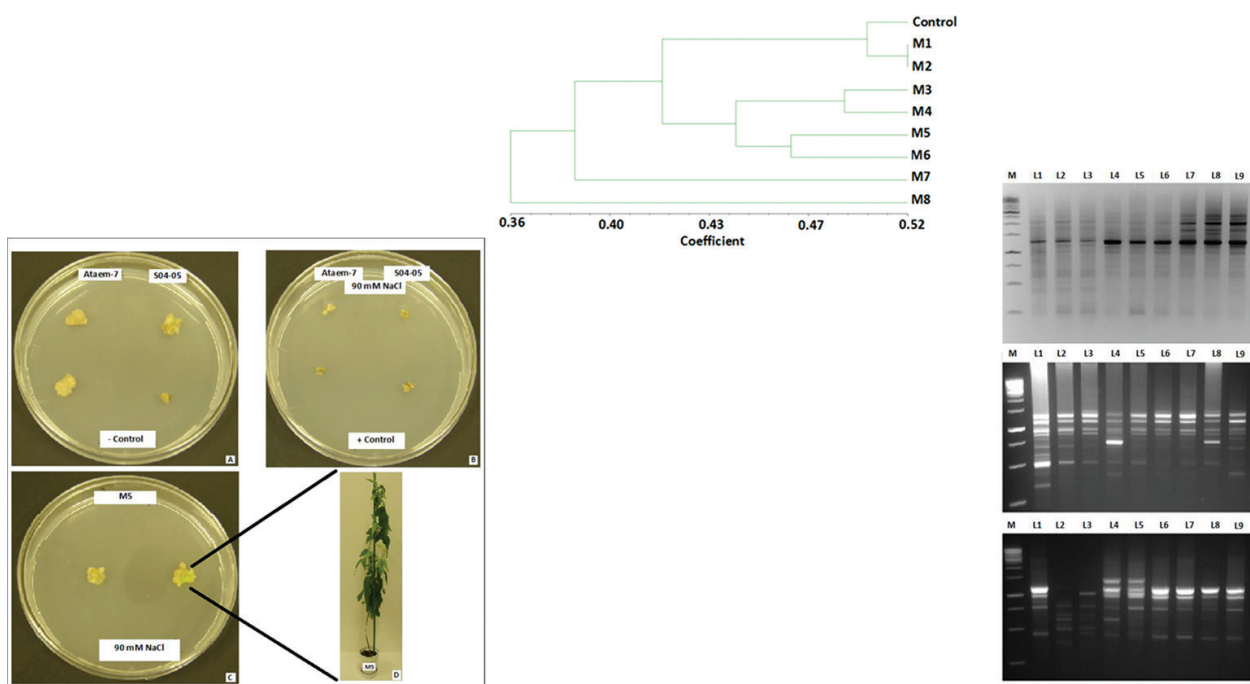 Control
M1
M2
M3
M4
M5
M6
M7
M8
0.36 0.40 0.43 0.47 0.52
Coefficient
Ataem-7 S04-05
- Control
A
Ataem-7 S04-05
90 mM NaCl
+ Control
B
M5
90 mM NaCl
C
M5
D
M L1 L2 L3 L4 L5 L6 L7 L8 L9
M L1 L2 L3 L4 L5 L6 L7 L8 L9
M L1 L2 L3 L4 L5 L6 L7 L8 L9